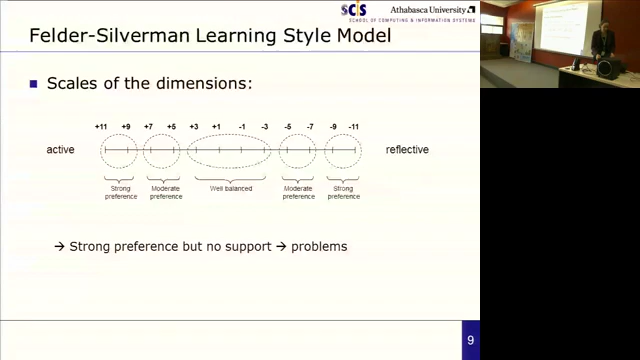 SCIS
Athabasca University
SCHOOL OF COMPUTING & INFORMATION SYSTEMS
Felder-Silverman Learning Style Model
Scales of the dimensions:
+11 +9 +7 +5 +3 +1 -1 -3 -5 -7 -9 -11
active reflective
Strong preference Moderate preference Well balanced Moderate preference Strong preference
→ Strong preference but no support → problems
9